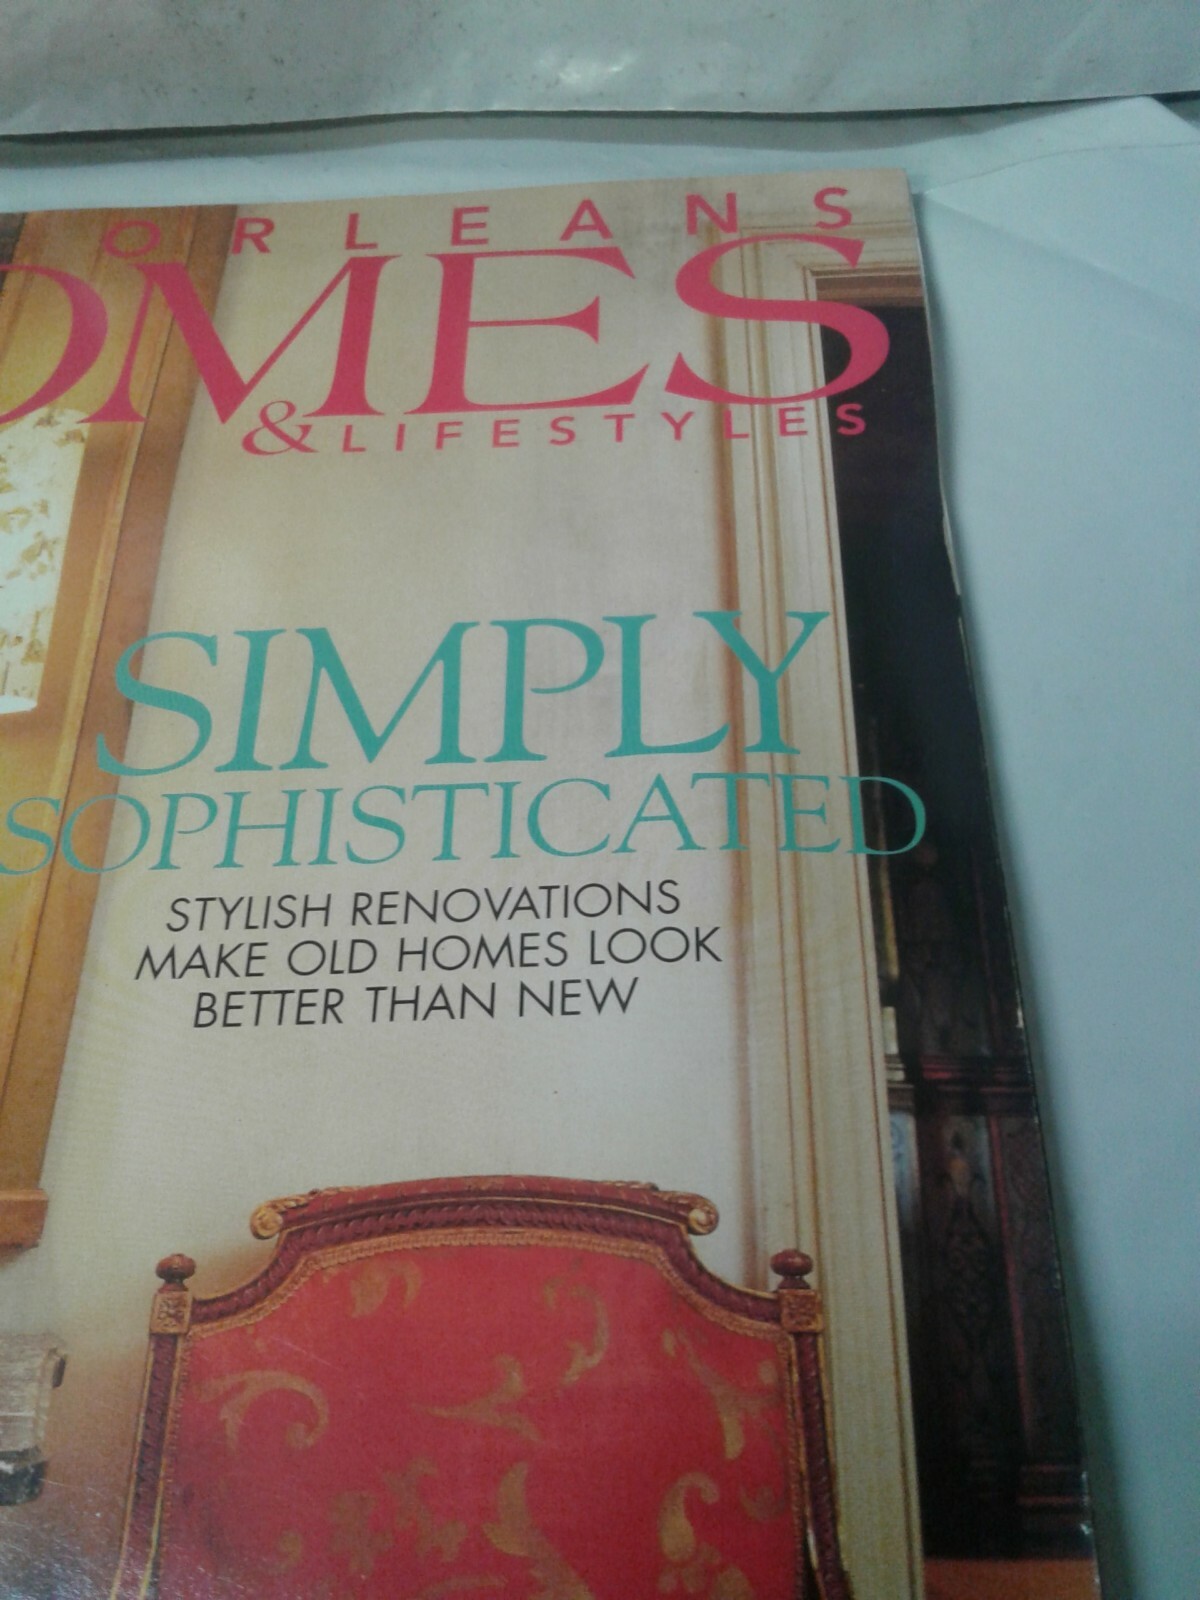 ORLEANS
OMES
& LIFESTYLES
SIMPLY
SOPHISTICATED
STYLISH RENOVATIONS
MAKE OLD HOMES LOOK
BETTER THAN NEW